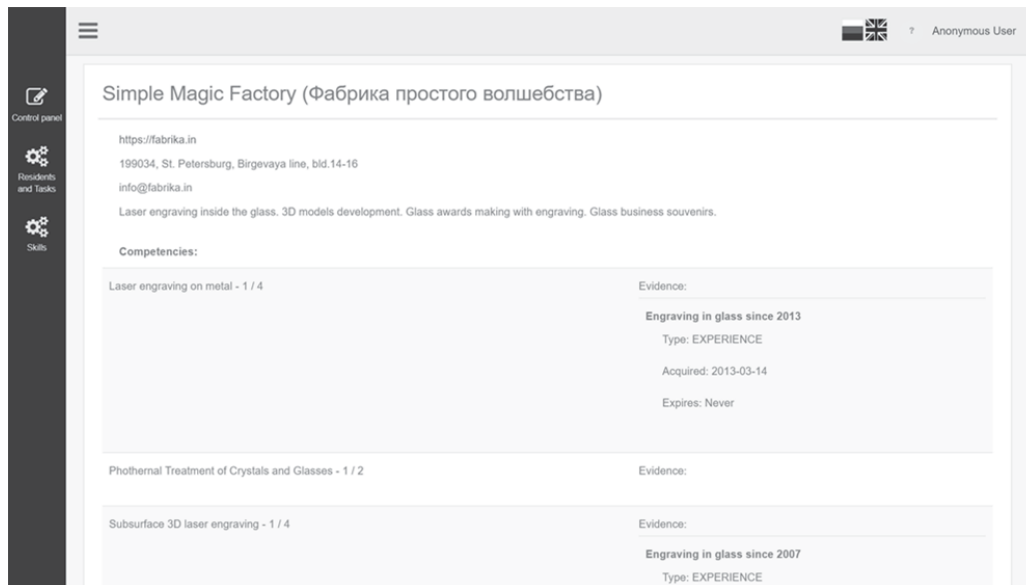 ? Anonymous User
Control panel
Residents
and Tasks
Skills
Simple Magic Factory (Фабрика простого волшебства)
https://fabrika.in
199034, St. Petersburg, Birgevaya line, bld.14-16
info@fabrika.in
Laser engraving inside the glass. 3D models development. Glass awards making with engraving. Glass business souvenirs.
Competencies:
Laser engraving on metal - 1 / 4
Evidence:
Engraving in glass since 2013
Type: EXPERIENCE
Acquired: 2013-03-14
Expires: Never
Phothernal Treatment of Crystals and Glasses - 1 / 2
Evidence:
Subsurface 3D laser engraving - 1 / 4
Evidence:
Engraving in glass since 2007
Type: EXPERIENCE